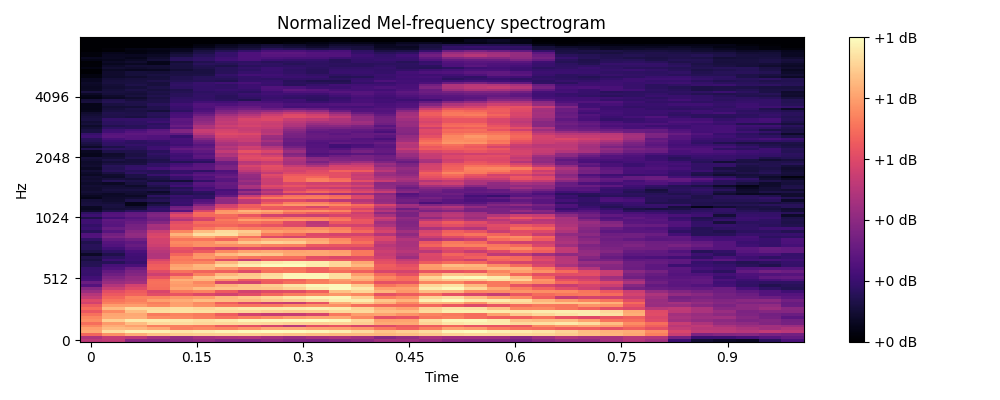 Normalized Mel-frequency spectrogram
Hz
4096
2048
1024
512
0
0 0.15 0.3 0.45 0.6 0.75 0.9
Time
+1 dB
+1 dB
+1 dB
+0 dB
+0 dB
+0 dB